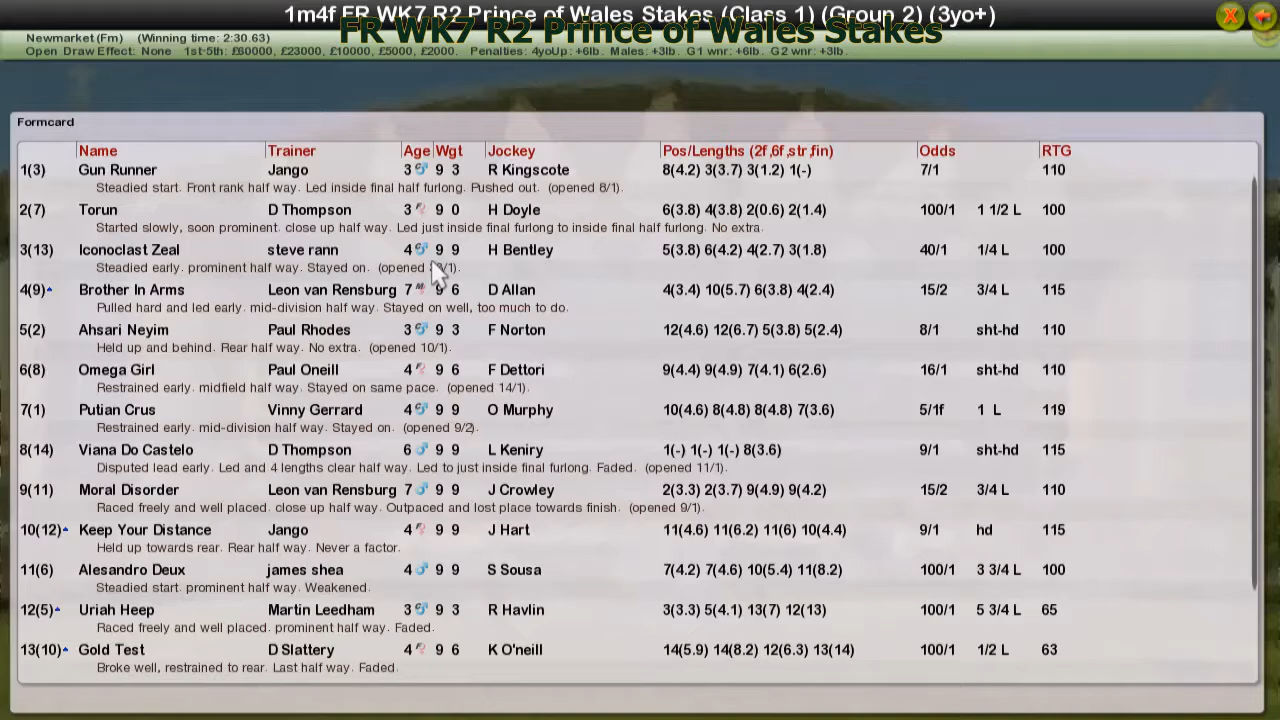 1m4f FR WK7 R2 Prince of Wales Stakes (Class 1) (Group 2) (3yo+)
FR WK7 R2 Prince of Wales Stakes
Newmarket (Fm) (Winning time: 2:30.63)
Open Draw Effect: None 1st-5th: £80000, £23000, £10000, £5000, £2000. Penalties: 4yoUp: +6lb. Males: +3lb. G1 wnr: +6lb. G2 wnr: +3lb.
Formcard
Name Trainer Age Wgt Jockey Pos/Lengths (2f,6f,str,fin) Odds RTG
1(3) Gun Runner Jango 3 9 3 R Kingscote 8(4.2) 3(3.7) 3(1.2) 1(-) 7/1 110
Steadied start. Front rank half way. Led inside final half furlong. Pushed out. (opened 8/1).
2(7) Torun D Thompson 3 9 0 H Doyle 6(3.8) 4(3.8) 2(0.6) 2(1.4) 100/1 1 1/2 L 100
Started slowly, soon prominent. close up half way. Led just inside final furlong to inside final half furlong. No extra.
3(13) Iconoclast Zeal steve rann 4 9 9 H Bentley 5(3.8) 6(4.2) 4(2.7) 3(1.8) 40/1 1/4 L 100
Steadied early. prominent half way. Stayed on. (opened /1).
4(9) Brother In Arms Leon van Rensburg 7 9 6 D Allan 4(3.4) 10(5.7) 6(3.8) 4(2.4) 15/2 3/4 L 115
Pulled hard and led early. mid-division half way. Stayed on well, too much to do.
5(2) Ahsari Neyim Paul Rhodes 3 9 3 F Norton 12(4.6) 12(6.7) 5(3.8) 5(2.4) 8/1 sht-hd 110
Held up and behind. Rear half way. No extra. (opened 10/1).
6(8) Omega Girl Paul Oneill 4 9 6 F Dettori 9(4.4) 9(4.9) 7(4.1) 6(2.6) 16/1 sht-hd 110
Restrained early. midfield half way. Stayed on same pace. (opened 14/1).
7(1) Putian Crus Vinny Gerrard 4 9 9 O Murphy 10(4.6) 8(4.8) 8(4.8) 7(3.6) 5/1f 1 L 119
Restrained early. mid-division half way. Stayed on. (opened 9/2).
8(14) Viana Do Castelo D Thompson 6 9 9 L Keniry 1(-) 1(-) 1(-) 8(3.6) 9/1 sht-hd 115
Disputed lead early. Led and 4 lengths clear half way. Led to just inside final furlong. Faded. (opened 11/1).
9(11) Moral Disorder Leon van Rensburg 7 9 9 J Crowley 2(3.3) 2(3.7) 9(4.9) 9(4.2) 15/2 3/4 L 110
Raced freely and well placed. close up half way. Outpaced and lost place towards finish. (opened 9/1).
10(12) Keep Your Distance Jango 4 9 9 J Hart 11(4.6) 11(6.2) 11(6) 10(4.4) 9/1 hd 115
Held up towards rear. Rear half way. Never a factor.
11(6) Alesandro Deux james shea 4 9 9 S Sousa 7(4.2) 7(4.6) 10(5.4) 11(8.2) 100/1 3 3/4 L 100
Steadied start. prominent half way. Weakened.
12(5) Uriah Heep Martin Leedham 3 9 3 R Havlin 3(3.3) 5(4.1) 13(7) 12(13) 100/1 5 3/4 L 65
Raced freely and well placed. prominent half way. Faded.
13(10) Gold Test D Slattery 4 9 6 K O'neill 14(5.9) 14(8.2) 12(6.3) 13(14) 100/1 1/2 L 63
Broke well, restrained to rear. Last half way. Faded.